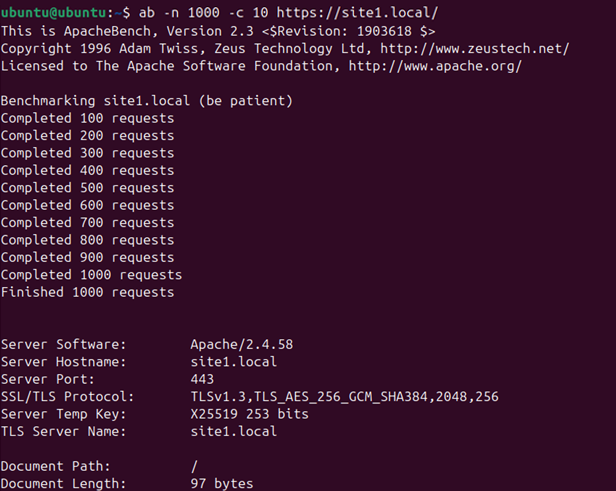 ubuntu@ubuntu:~$ ab -n 1000 -c 10 https://site1.local/
This is ApacheBench, Version 2.3 <$Revision: 1903618 $>
Copyright 1996 Adam Twiss, Zeus Technology Ltd, http://www.zeustech.net/
Licensed to The Apache Software Foundation, http://www.apache.org/

Benchmarking site1.local (be patient)
Completed 100 requests
Completed 200 requests
Completed 300 requests
Completed 400 requests
Completed 500 requests
Completed 600 requests
Completed 700 requests
Completed 800 requests
Completed 900 requests
Completed 1000 requests
Finished 1000 requests


Server Software:        Apache/2.4.58
Server Hostname:        site1.local
Server Port:            443
SSL/TLS Protocol:       TLSv1.3,TLS_AES_256_GCM_SHA384,2048,256
Server Temp Key:        X25519 253 bits
TLS Server Name:        site1.local

Document Path:          /
Document Length:        97 bytes